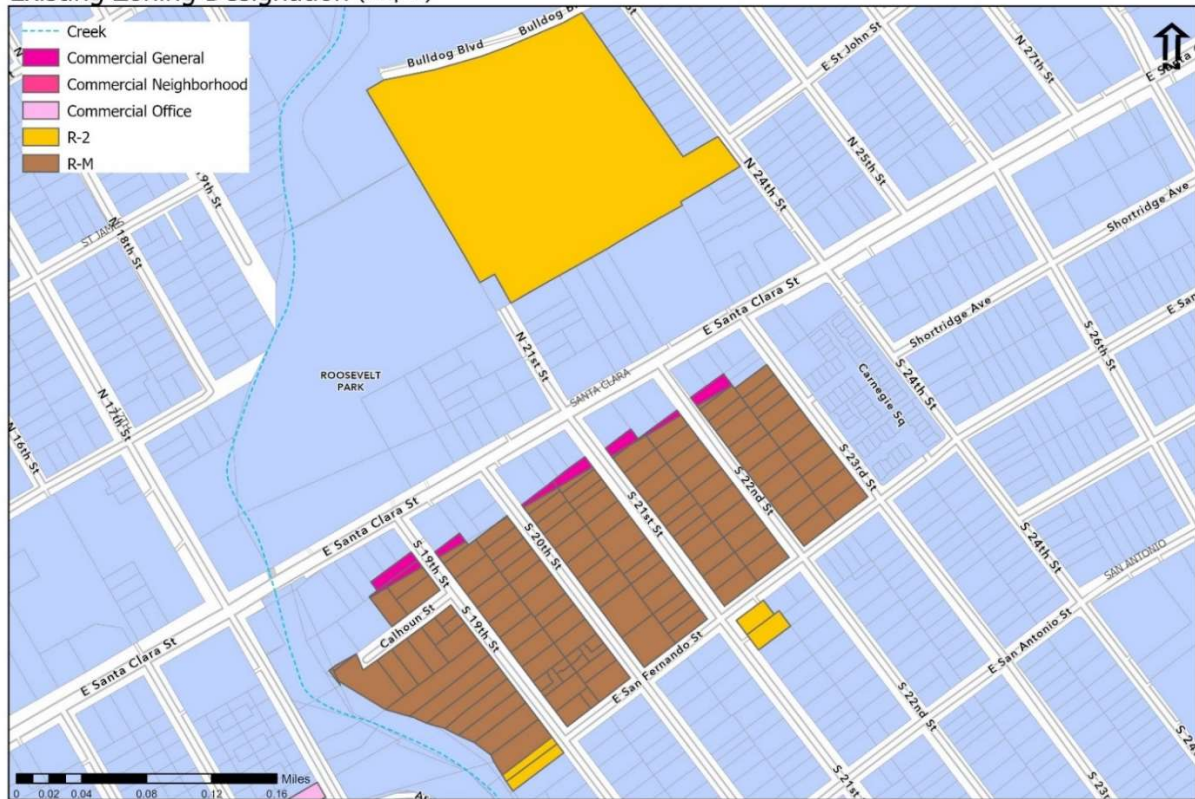 Existing Zoning Designation
Creek
Commercial General
Commercial Neighborhood
Commercial Office
R-2
R-M
Bulldog Blvd
Bulldog
N 24th St
E St John St
N 27th St
N 25th St
Shortridge Ave
Shortridge Ave
ST JAMES
N 18th St
19th St
ROOSEVELT
PARK
N 21st St
E Santa Clara St
SANTA CLARA
S 24th St
Carnegie Sq
S 26th St
N 17th St
N 16th St
S 23rd St
S 22nd St
S 21st St
S 20th St
E Santa Clara St
S 19th St
Calhoun St
S 19th St
E San Fernando St
S 24th St
SAN ANTONIO
E San Antonio St
E Santa Clara St
S 22nd St
S 21st
S 23rd
Miles
0 0.02 0.04 0.08 0.12 0.16